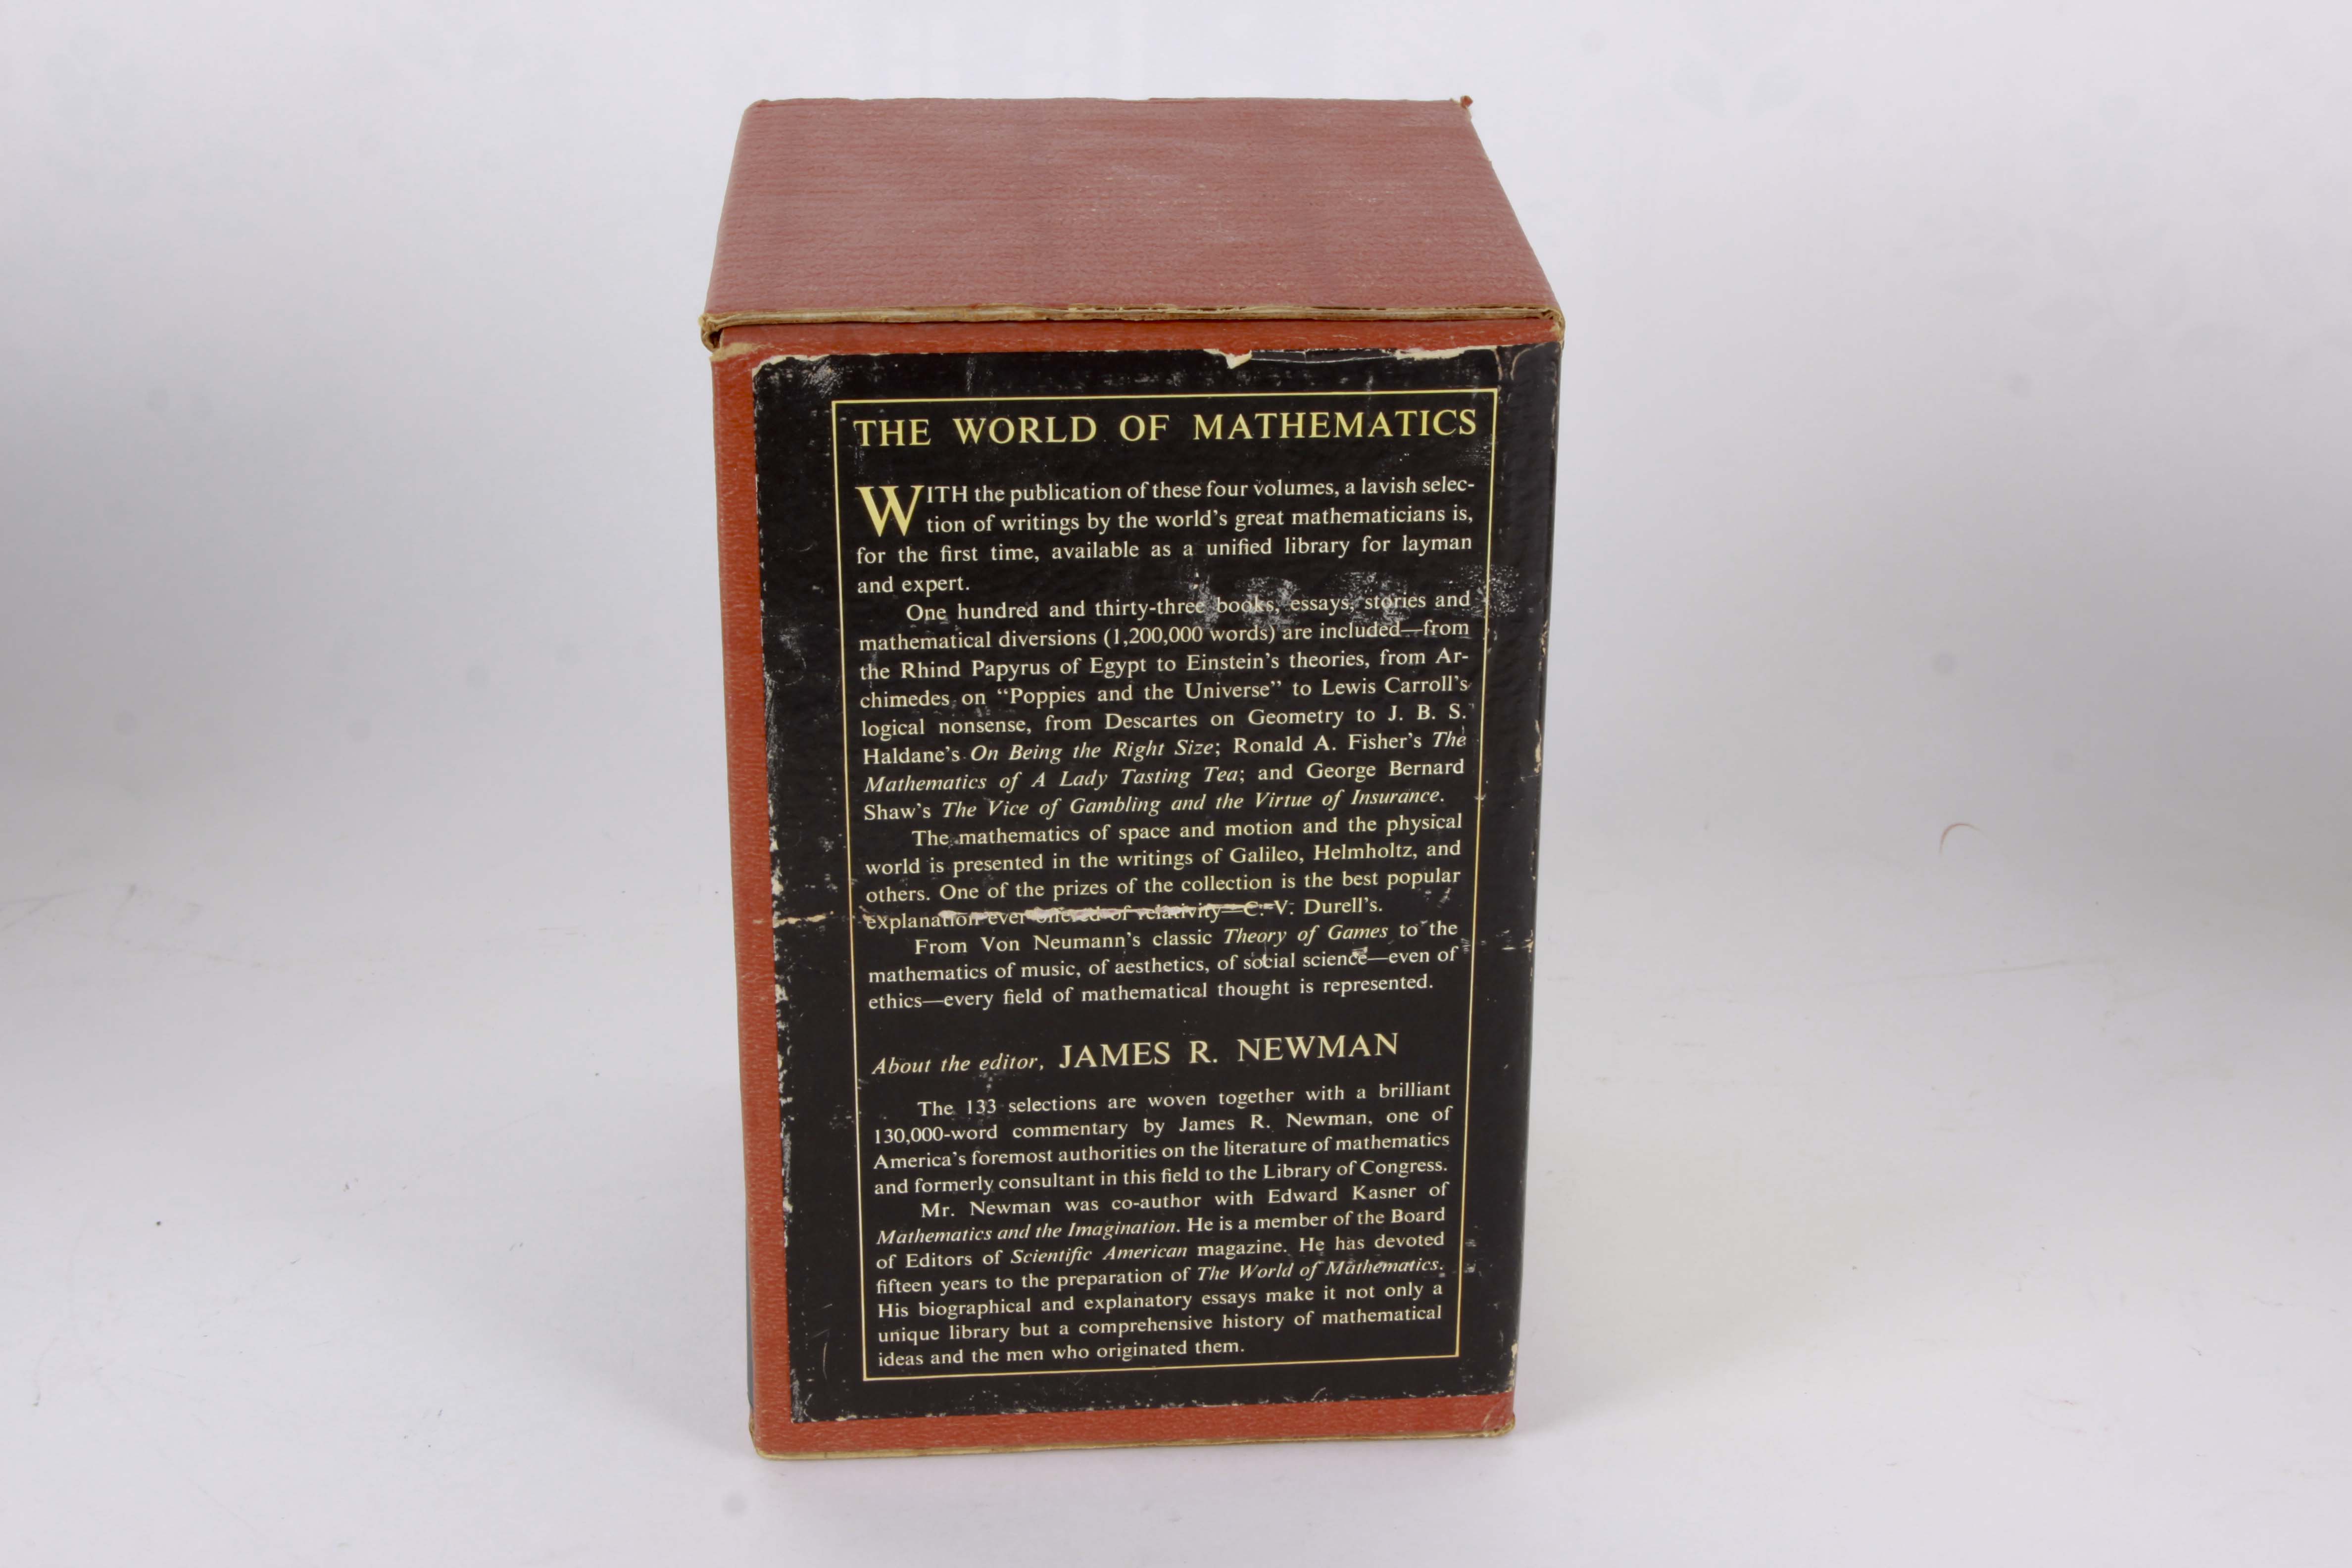 THE WORLD OF MATHEMATICS
WITH the publication of these four volumes, a lavish selec-
tion of writings by the world's great mathematicians is,
for the first time, available as a unified library for layman
and expert.
One hundred and thirty-three books, essays, stories and
mathematical diversions (1,200,000 words) are included—from
the Rhind Papyrus of Egypt to Einstein's theories, from Ar-
chimedes on “Poppies and the Universe” to Lewis Carroll's
logical nonsense, from Descartes on Geometry to J. B. S.
Haldane's On Being the Right Size; Ronald A. Fisher's The
Mathematics of A Lady Tasting Tea; and George Bernard
Shaw's The Vice of Gambling and the Virtue of Insurance.
The mathematics of space and motion and the physical
world is presented in the writings of Galileo, Helmholtz, and
others. One of the prizes of the collection is the best popular
explanation ever offered of relativity—C. V. Durell's.
From Von Neumann's classic Theory of Games to the
mathematics of music, of aesthetics, of social science—even of
ethics—every field of mathematical thought is represented.
About the editor, JAMES R. NEWMAN
The 133 selections are woven together with a brilliant
130,000-word commentary by James R. Newman, one of
America's foremost authorities on the literature of mathematics
and formerly consultant in this field to the Library of Congress.
Mr. Newman was co-author with Edward Kasner of
Mathematics and the Imagination. He is a member of the Board
of Editors of Scientific American magazine. He has devoted
fifteen years to the preparation of The World of Mathematics.
His biographical and explanatory essays make it not only a
unique library but a comprehensive history of mathematical
ideas and the men who originated them.